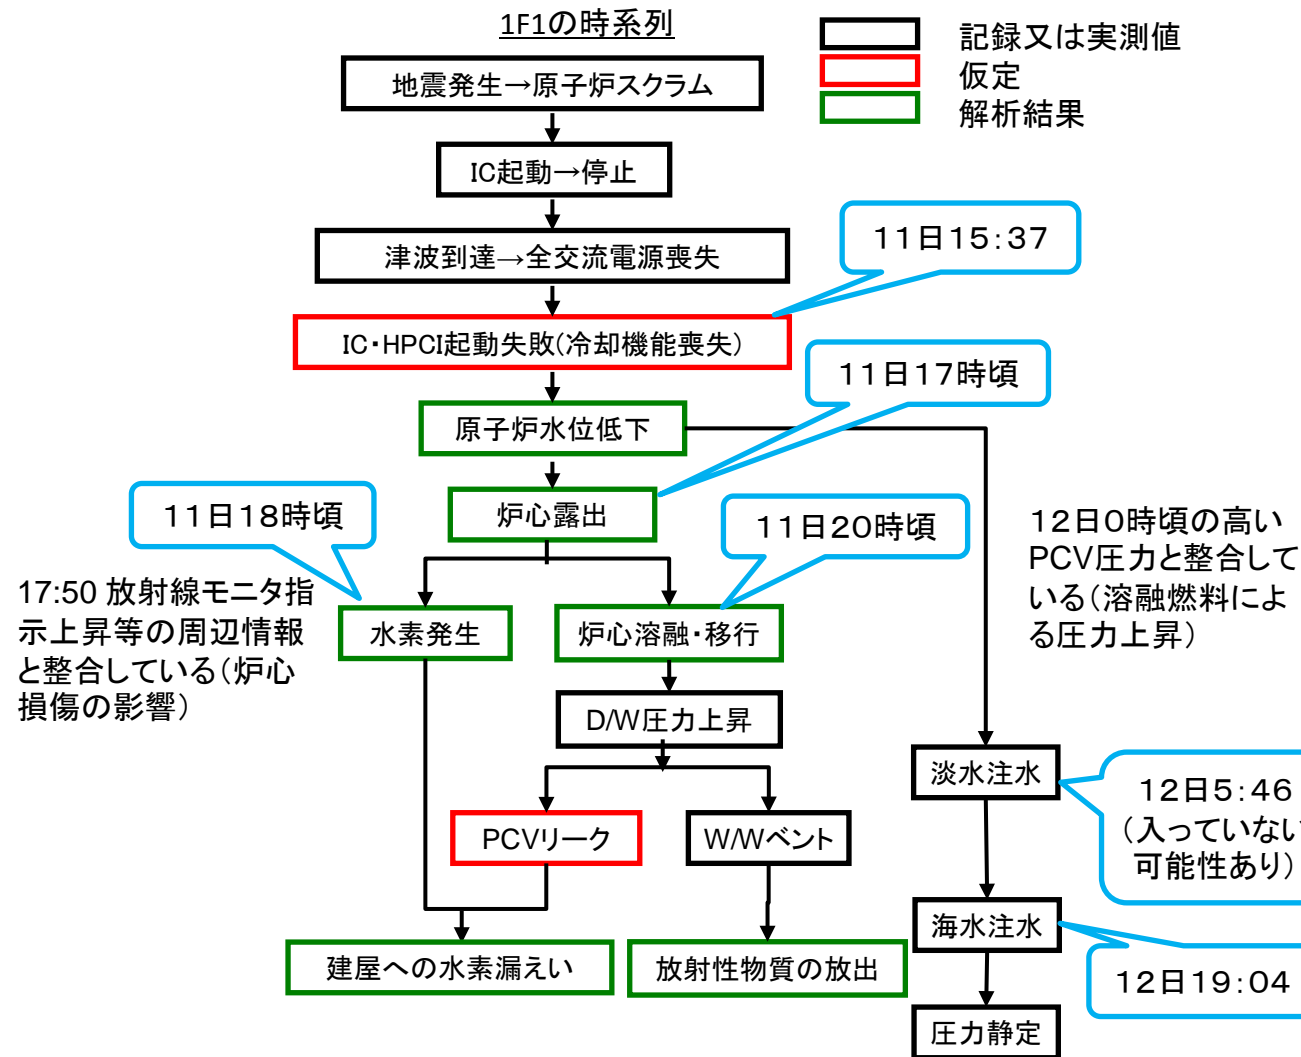 1F1の時系列
記録又は実測値
仮定
解析結果
地震発生→原子炉スクラム
IC起動→停止
津波到達→全交流電源喪失
11日15:37
IC・HPCI起動失敗(冷却機能喪失)
11日17時頃
原子炉水位低下
炉心露出
11日18時頃
11日20時頃
12日0時頃の高い
PCV圧力と整合して
いる(溶融燃料によ
る圧力上昇)
17:50 放射線モニタ指
示上昇等の周辺情報
と整合している(炉心
損傷の影響)
水素発生
炉心溶融・移行
D/W圧力上昇
淡水注水
12日5:46
(入っていない
可能性あり)
PCVリーク
W/Wベント
海水注水
12日19:04
建屋への水素漏えい
放射性物質の放出
圧力静定